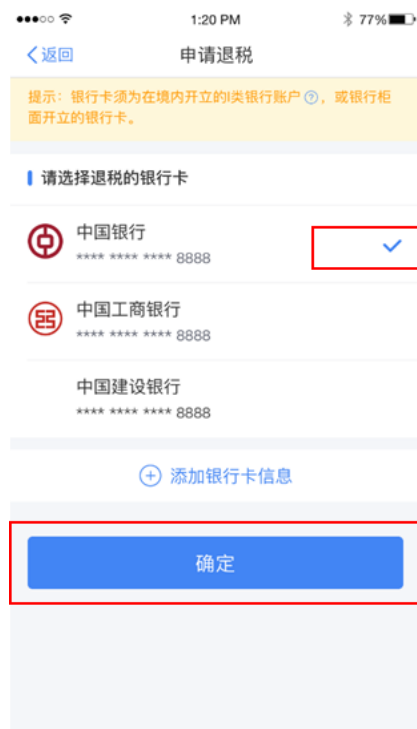 1:20 PM
77%
返回
申请退税
提示：银行卡须为在境内开立的I类银行账户?，或银行柜
面开立的银行卡。
请选择退税的银行卡
中国银行
**** **** **** 8888
中国工商银行
**** **** **** 8888
中国建设银行
**** **** **** 8888
添加银行卡信息
确定